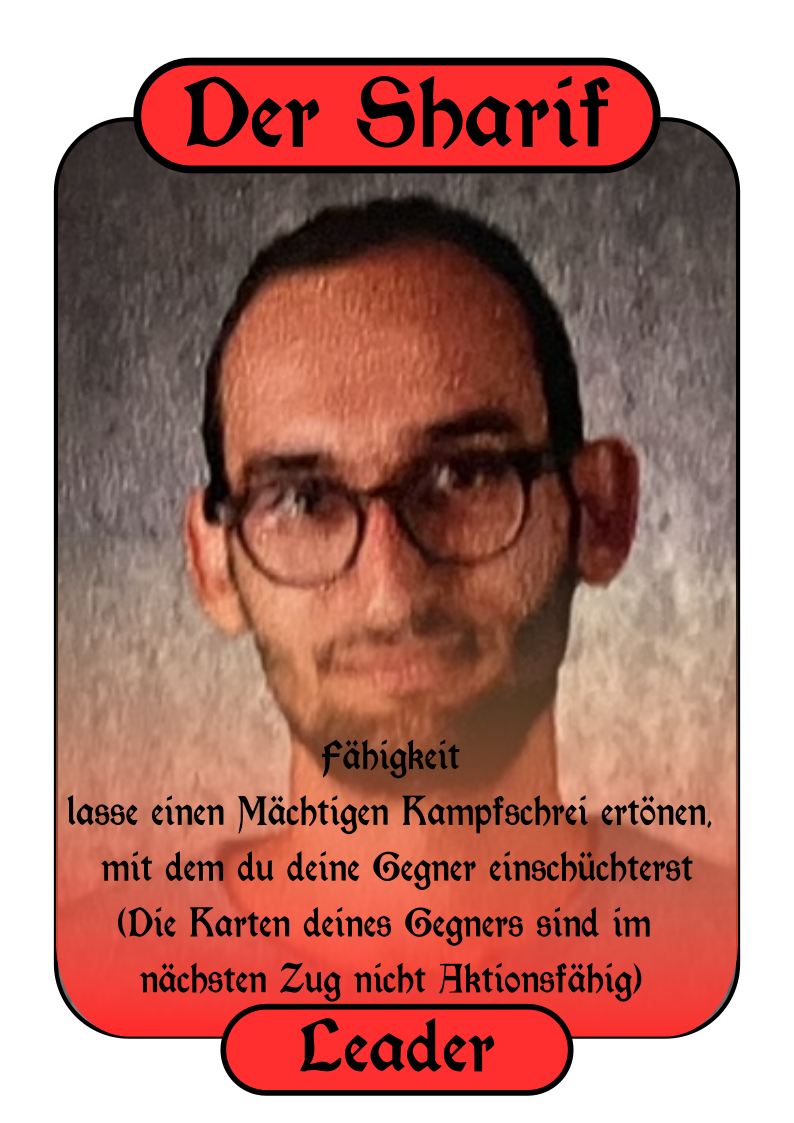 Der Sharif
Fähigkeit
lasse einen Mächtigen Kampfschrei ertönen,
mit dem du deine Gegner einschüchterst
(Die Karten deines Gegners sind im
nächsten Zug nicht Aktionsfähig)
Leader